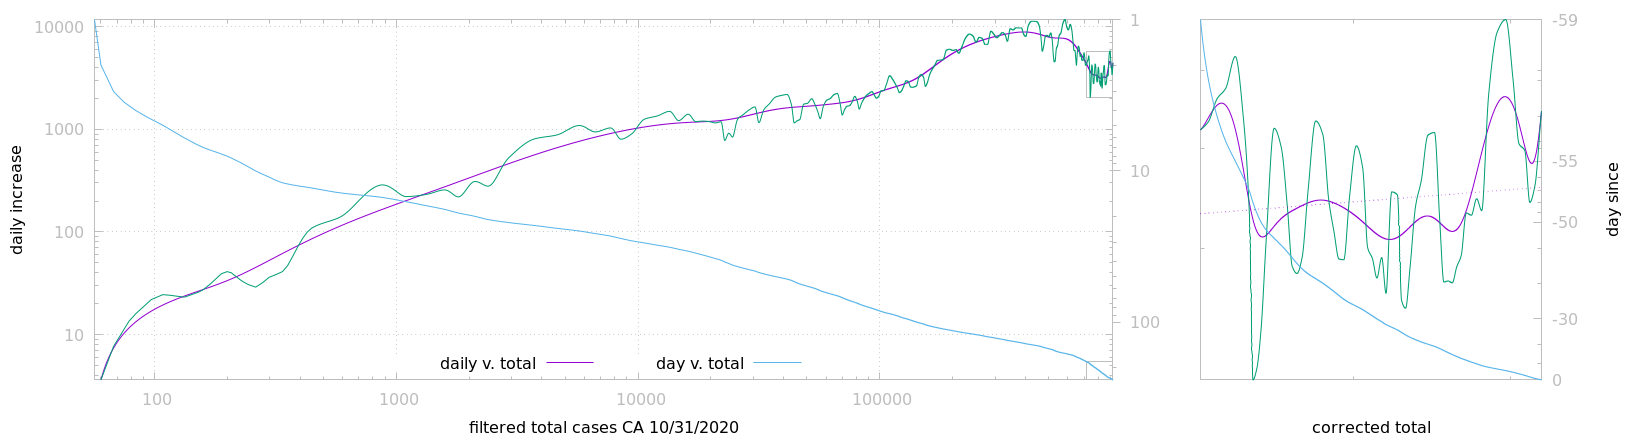 10000
1000
100
10
daily increase
100
1000
10000
100000
filtered total cases CA 10/31/2020
daily v. total
day v. total
1
10
100
-59
-55
-50
-30
0
day since
corrected total